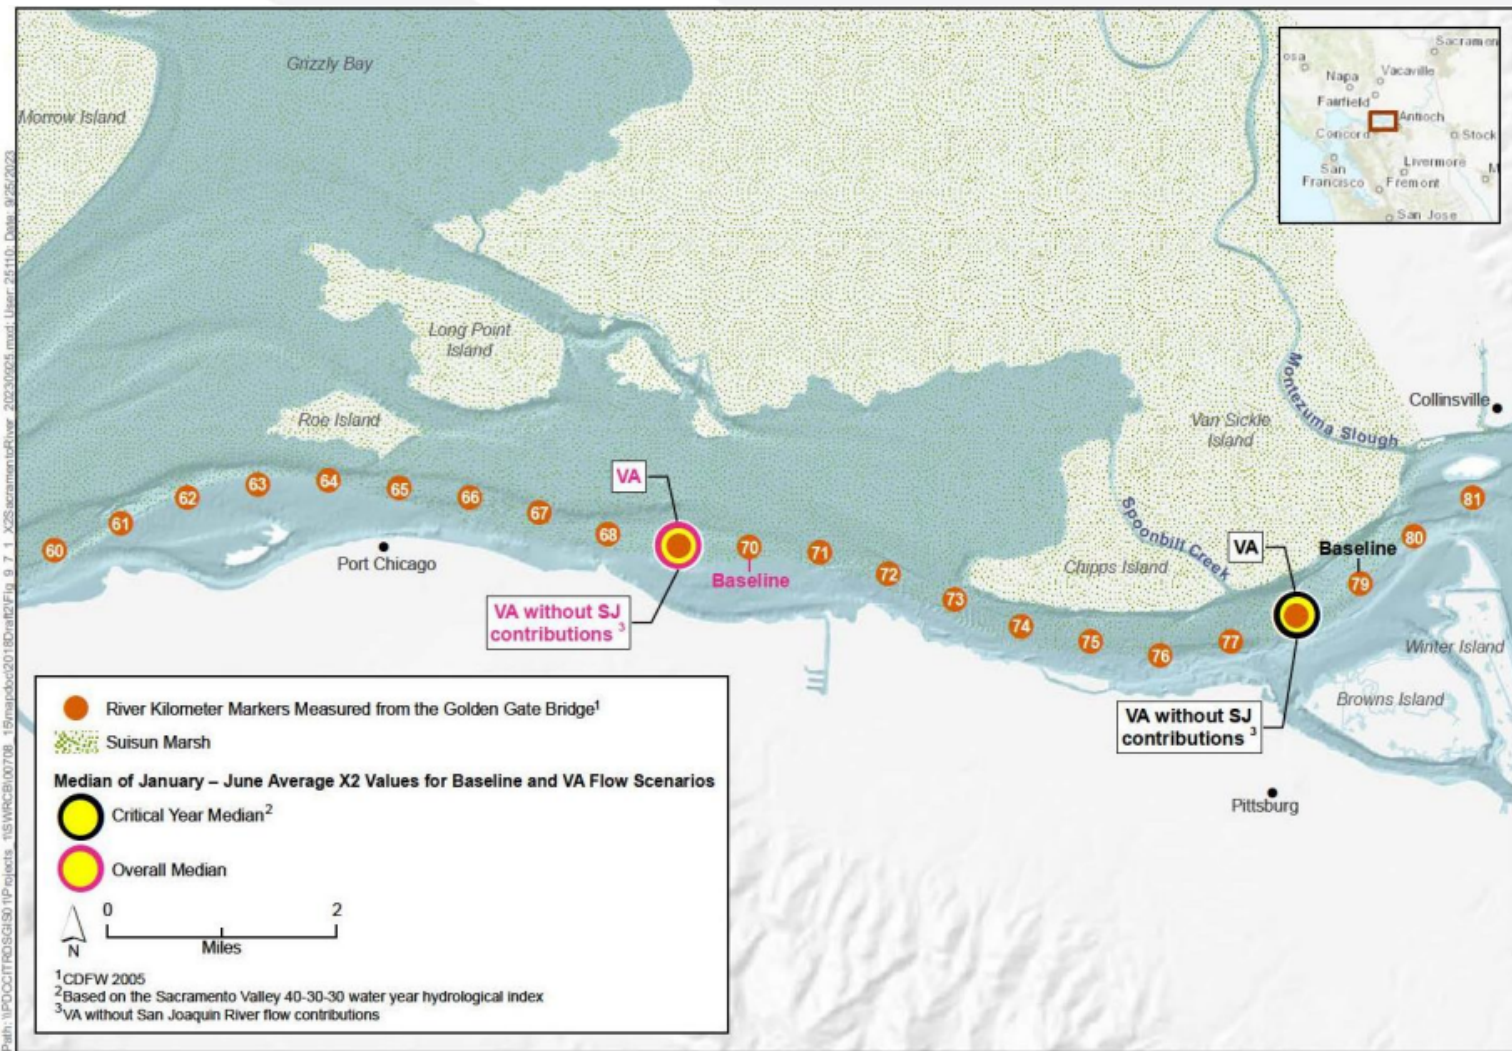 Grizzly Bay
Morrow Island
Long Point
Island
Roe Island
Van Sickle
Island
Montezuma Slough
Collinsville
Spoonbill Creek
Chipps Island
Winter Island
Browns Island
Port Chicago
Pittsburg
60
61
62
63
64
65
66
67
68
70
71
72
73
74
75
76
77
79
80
81
VA
Baseline
VA without SJ
contributions 3
VA
Baseline
VA without SJ
contributions 3
Sacramen
osa
Napa
Vacaville
Fairfield
Antioch
Concord
Stock
San
Francisco
Livermore
M
Fremont
San Jose
River Kilometer Markers Measured from the Golden Gate Bridge1
Suisun Marsh
Median of January – June Average X2 Values for Baseline and VA Flow Scenarios
Critical Year Median2
Overall Median
0 2
Miles
N
1CDFW 2005
2Based on the Sacramento Valley 40-30-30 water year hydrological index
3VA without San Joaquin River flow contributions